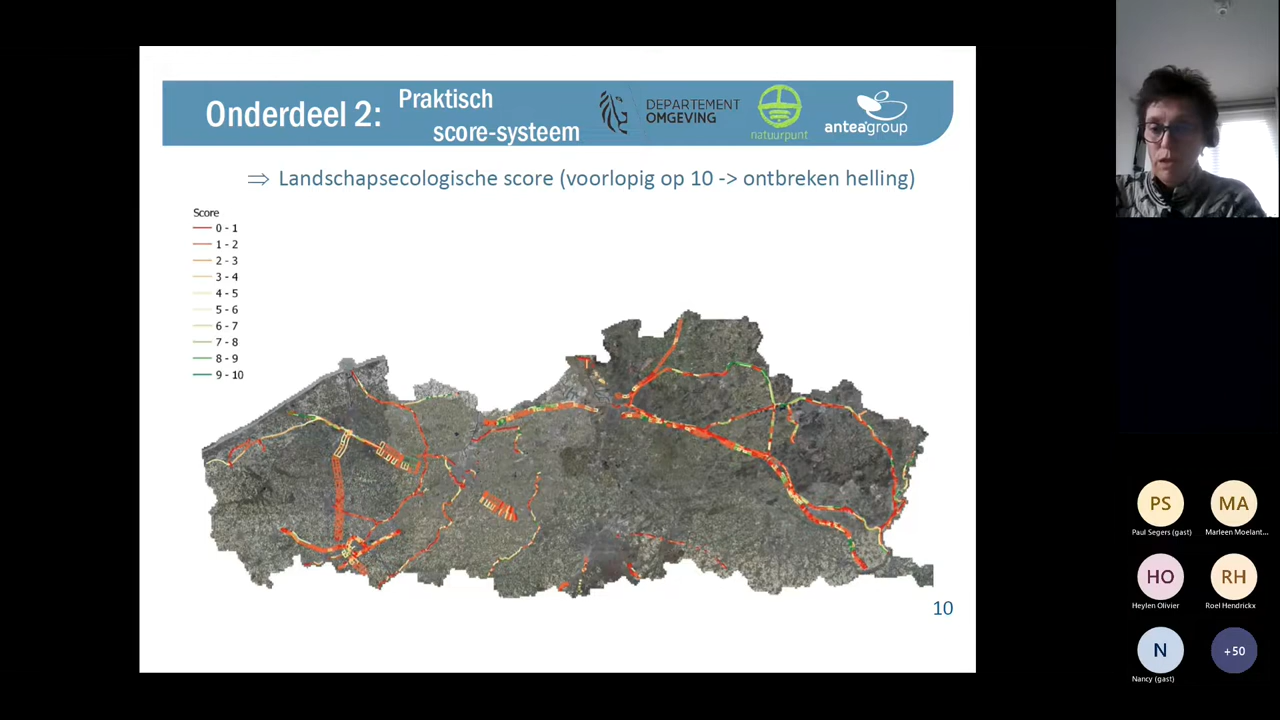 Onderdeel 2:
Praktisch
score-systeem
DEPARTEMENT
OMGEVING
natuurpunt
anteagroup
⇒ Landschapsecologische score (voorlopig op 10 -> ontbreken helling)
Score
0 - 1
1 - 2
2 - 3
3 - 4
4 - 5
5 - 6
6 - 7
7 - 8
8 - 9
9 - 10
10
PS
MA
Paul Segers (gast)
Marleen Moelant...
HO
RH
Heylen Olivier
Roel Hendrickx
N
+50
Nancy (gast)